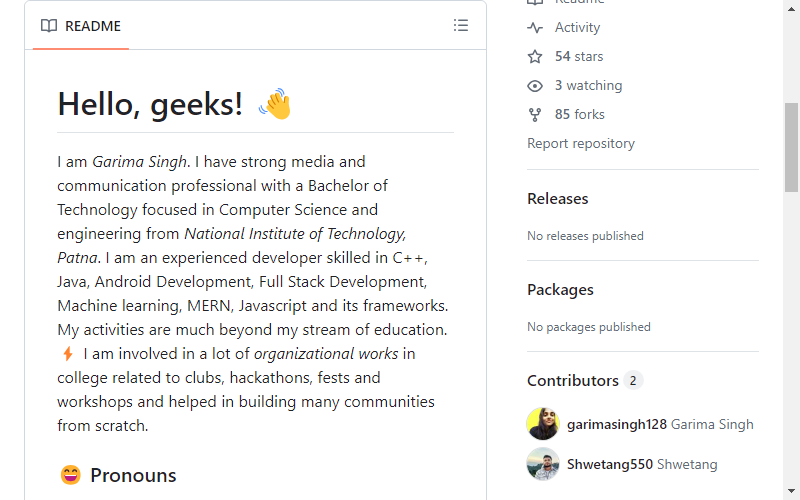 README
Hello, geeks! 👋
I am Garima Singh. I have strong media and
communication professional with a Bachelor of
Technology focused in Computer Science and
engineering from National Institute of Technology,
Patna. I am an experienced developer skilled in C++,
Java, Android Development, Full Stack Development,
Machine learning, MERN, Javascript and its frameworks.
My activities are much beyond my stream of education.
⚡ I am involved in a lot of organizational works in
college related to clubs, hackathons, fests and
workshops and helped in building many communities
from scratch.
😄 Pronouns
Readme
Activity
54 stars
3 watching
85 forks
Report repository
Releases
No releases published
Packages
No packages published
Contributors 2
garimasingh128 Garima Singh
Shwetang550 Shwetang